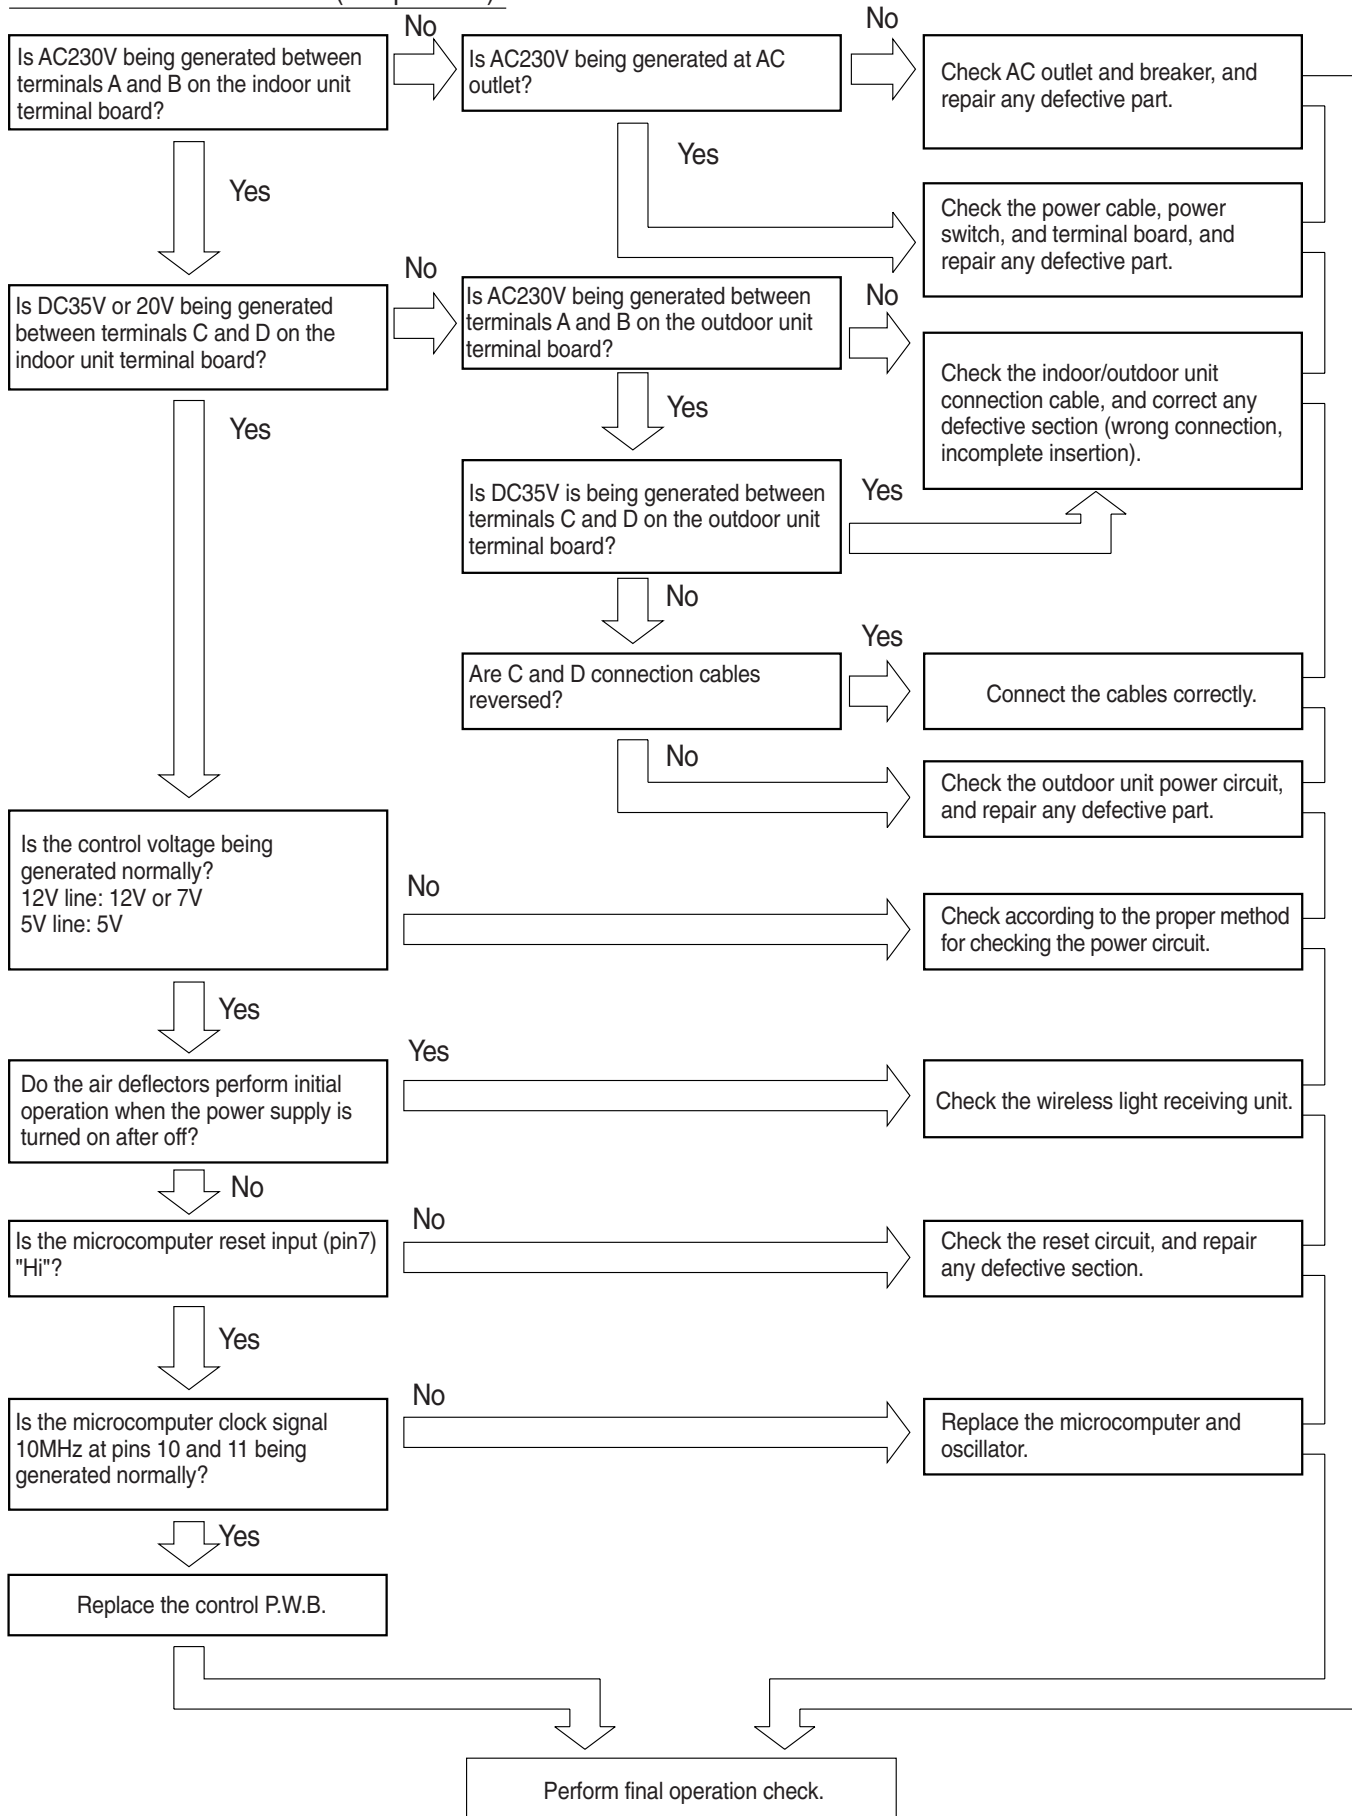 No
No
Is AC230V being generated between
terminals A and B on the indoor unit
terminal board?
Is AC230V being generated at AC
outlet?
Check AC outlet and breaker, and
repair any defective part.
Yes
Yes
Check the power cable, power
switch, and terminal board, and
repair any defective part.
No
No
Is DC35V or 20V being generated
between terminals C and D on the
indoor unit terminal board?
Is AC230V being generated between
terminals A and B on the outdoor unit
terminal board?
Check the indoor/outdoor unit
connection cable, and correct any
defective section (wrong connection,
incomplete insertion).
Yes
Yes
Is DC35V is being generated between
terminals C and D on the outdoor unit
terminal board?
Yes
No
Yes
Are C and D connection cables
reversed?
Connect the cables correctly.
No
Check the outdoor unit power circuit,
and repair any defective part.
Is the control voltage being
generated normally?
12V line: 12V or 7V
5V line: 5V
No
Check according to the proper method
for checking the power circuit.
Yes
Yes
Do the air deflectors perform initial
operation when the power supply is
turned on after off?
Check the wireless light receiving unit.
No
No
Is the microcomputer reset input (pin7)
"Hi"?
Check the reset circuit, and repair
any defective section.
Yes
No
Is the microcomputer clock signal
10MHz at pins 10 and 11 being
generated normally?
Replace the microcomputer and
oscillator.
Yes
Replace the control P.W.B.
Perform final operation check.